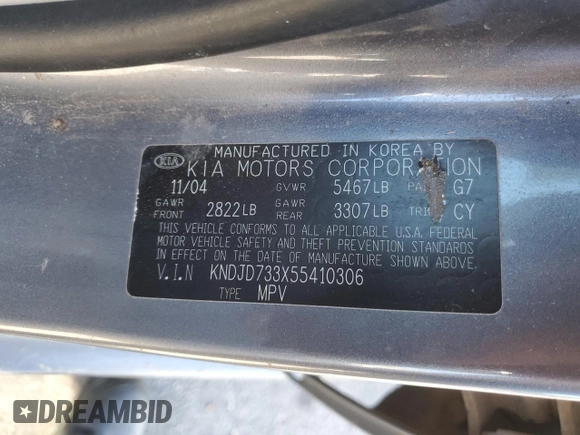 MANUFACTURED IN KOREA BY
KIA KIA MOTORS CORPORATION
11/04 GVWR 5467LB G7
GAWR FRONT 2822LB GAWR REAR 3307LB TRIM CY
THIS VEHICLE CONFORMS TO ALL APPLICABLE U.S.A. FEDERAL
MOTOR VEHICLE SAFETY AND THEFT PREVENTION STANDARDS
IN EFFECT ON THE DATE OF MANUFACTURE SHOWN ABOVE.
V.I.N KNDJD733X55410306
TYPE MPV
DREAMBID